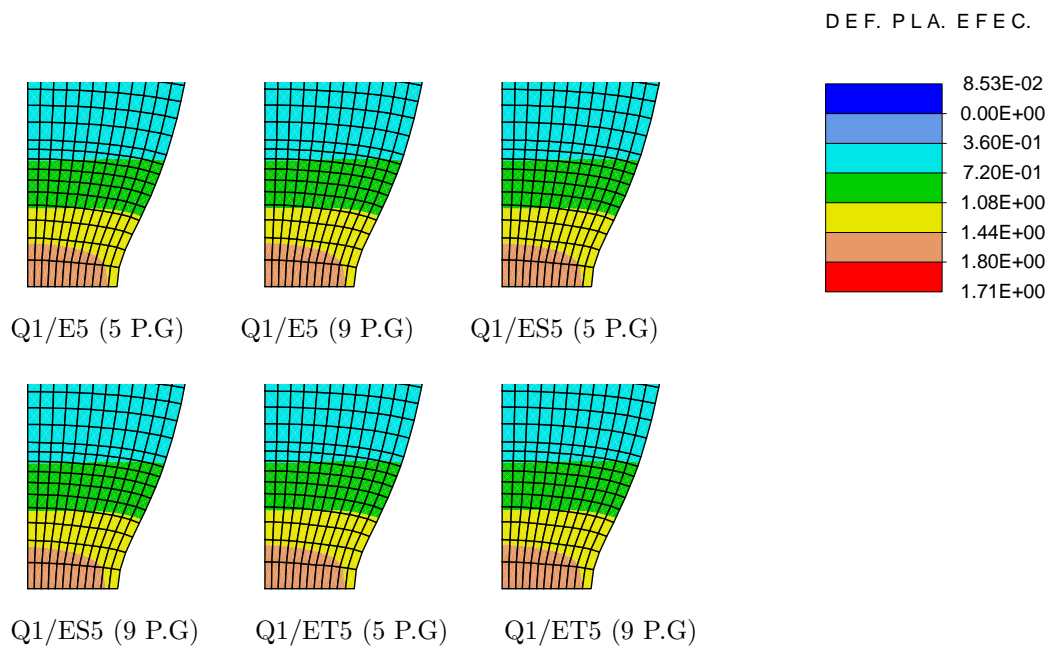 D E F. P L A. E F E C.
8.53E-02
0.00E+00
3.60E-01
7.20E-01
1.08E+00
1.44E+00
1.80E+00
1.71E+00
Q1/E5 (5 P.G)
Q1/E5 (9 P.G)
Q1/ES5 (5 P.G)
Q1/ES5 (9 P.G)
Q1/ET5 (5 P.G)
Q1/ET5 (9 P.G)